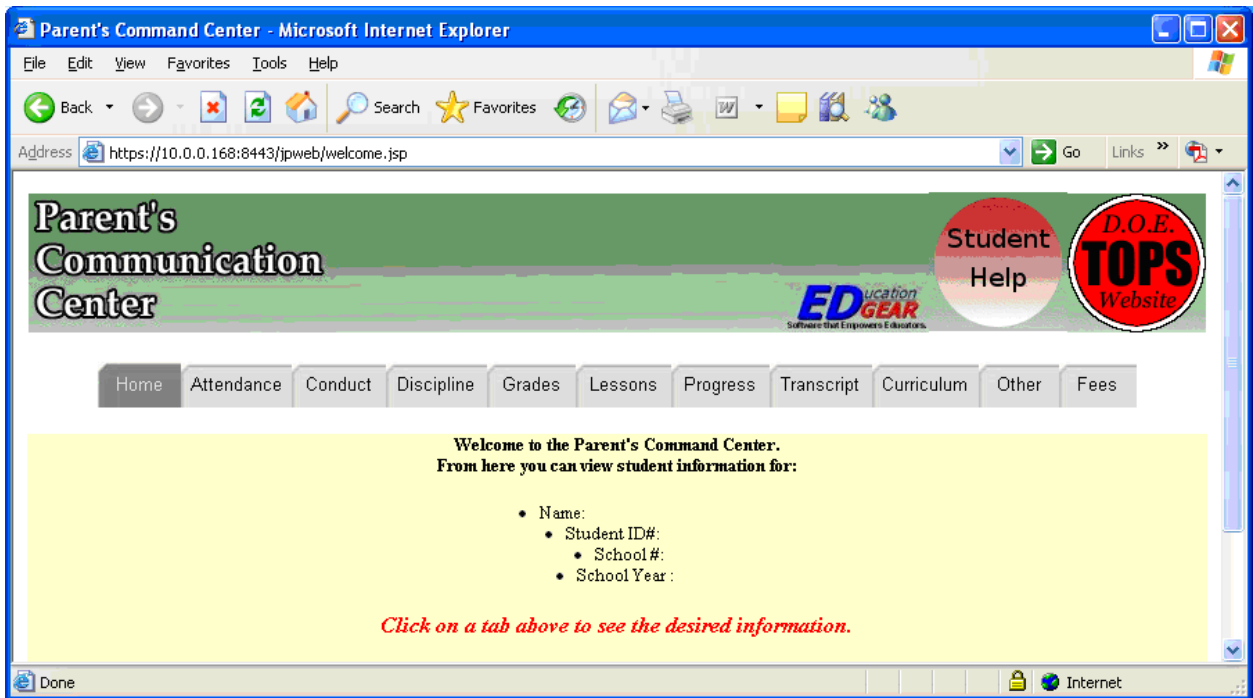 Parent's Command Center - Microsoft Internet Explorer
File Edit View Favorites Tools Help
Back Search Favorites W
Address https://10.0.0.168:8443/jpweb/welcome.jsp Go Links »
Parent's
Communication
Center
EDucation
GEAR
Software that Empowers Educators.
Student
Help
D.O.E.
TOPS
Website
Home Attendance Conduct Discipline Grades Lessons Progress Transcript Curriculum Other Fees
Welcome to the Parent's Command Center.
From here you can view student information for:
• Name:
• Student ID#:
• School #:
• School Year :
Click on a tab above to see the desired information.
Done Internet